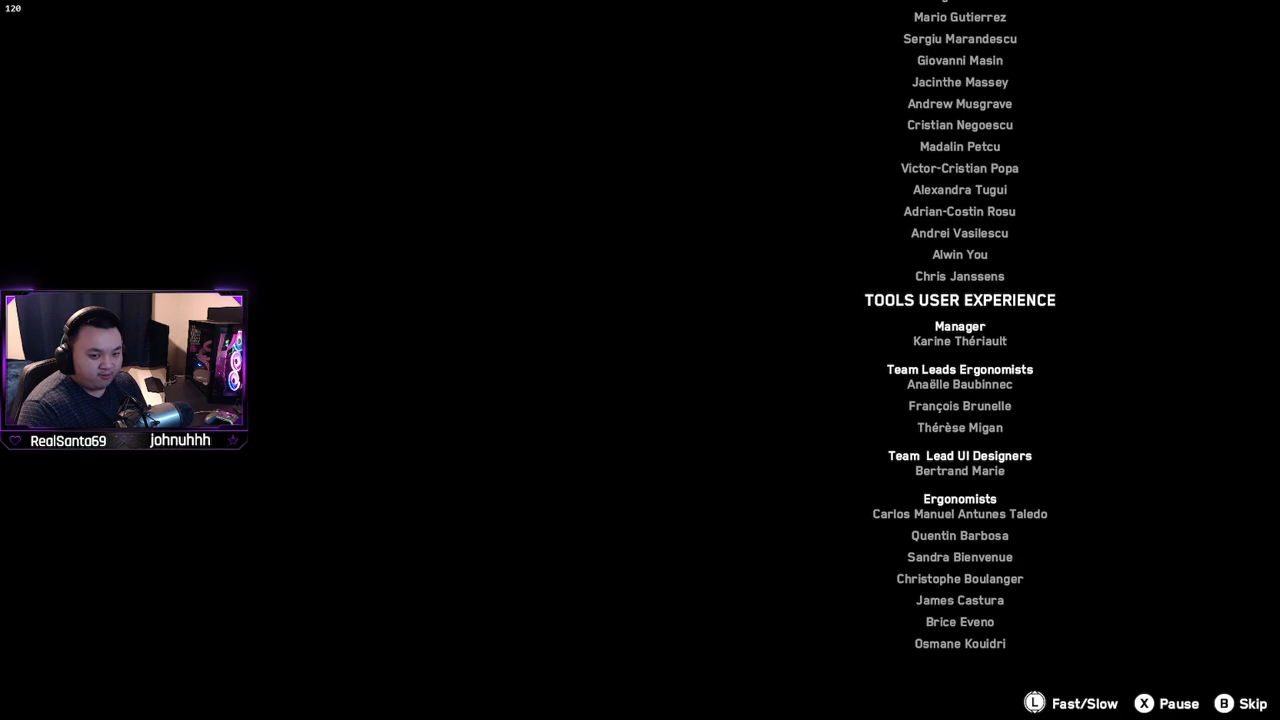 120
Mario Gutierrez
Sergiu Marandescu
Giovanni Masin
Jacinthe Massey
Andrew Musgrave
Cristian Negoescu
Madalin Petcu
Victor-Cristian Popa
Alexandra Tugui
Adrian-Costin Rosu
Andrei Vasilescu
Alwin You
Chris Janssens
TOOLS USER EXPERIENCE
Manager
Karine Thériault
Team Leads Ergonomists
Anaëlle Baubinnec
François Brunelle
Thérèse Migan
Team Lead UI Designers
Bertrand Marie
Ergonomists
Carlos Manuel Antunes Taledo
Quentin Barbosa
Sandra Bienvenue
Christophe Boulanger
James Castura
Brice Eveno
Osmane Kouidri
RealSanta69 johnuhhh
L Fast/Slow X Pause B Skip